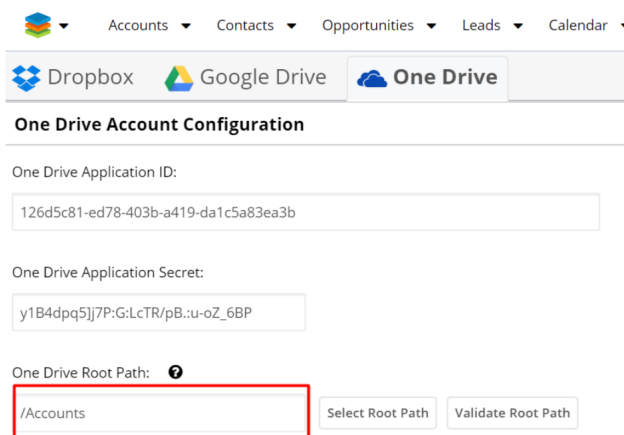 Accounts Contacts Opportunities Leads Calendar
Dropbox Google Drive One Drive
One Drive Account Configuration
One Drive Application ID:
126d5c81-ed78-403b-a419-da1c5a83ea3b
One Drive Application Secret:
y1B4dpq5]j7P:G:LcTR/pB.:u-oZ_6BP
One Drive Root Path: ?
/Accounts Select Root Path Validate Root Path